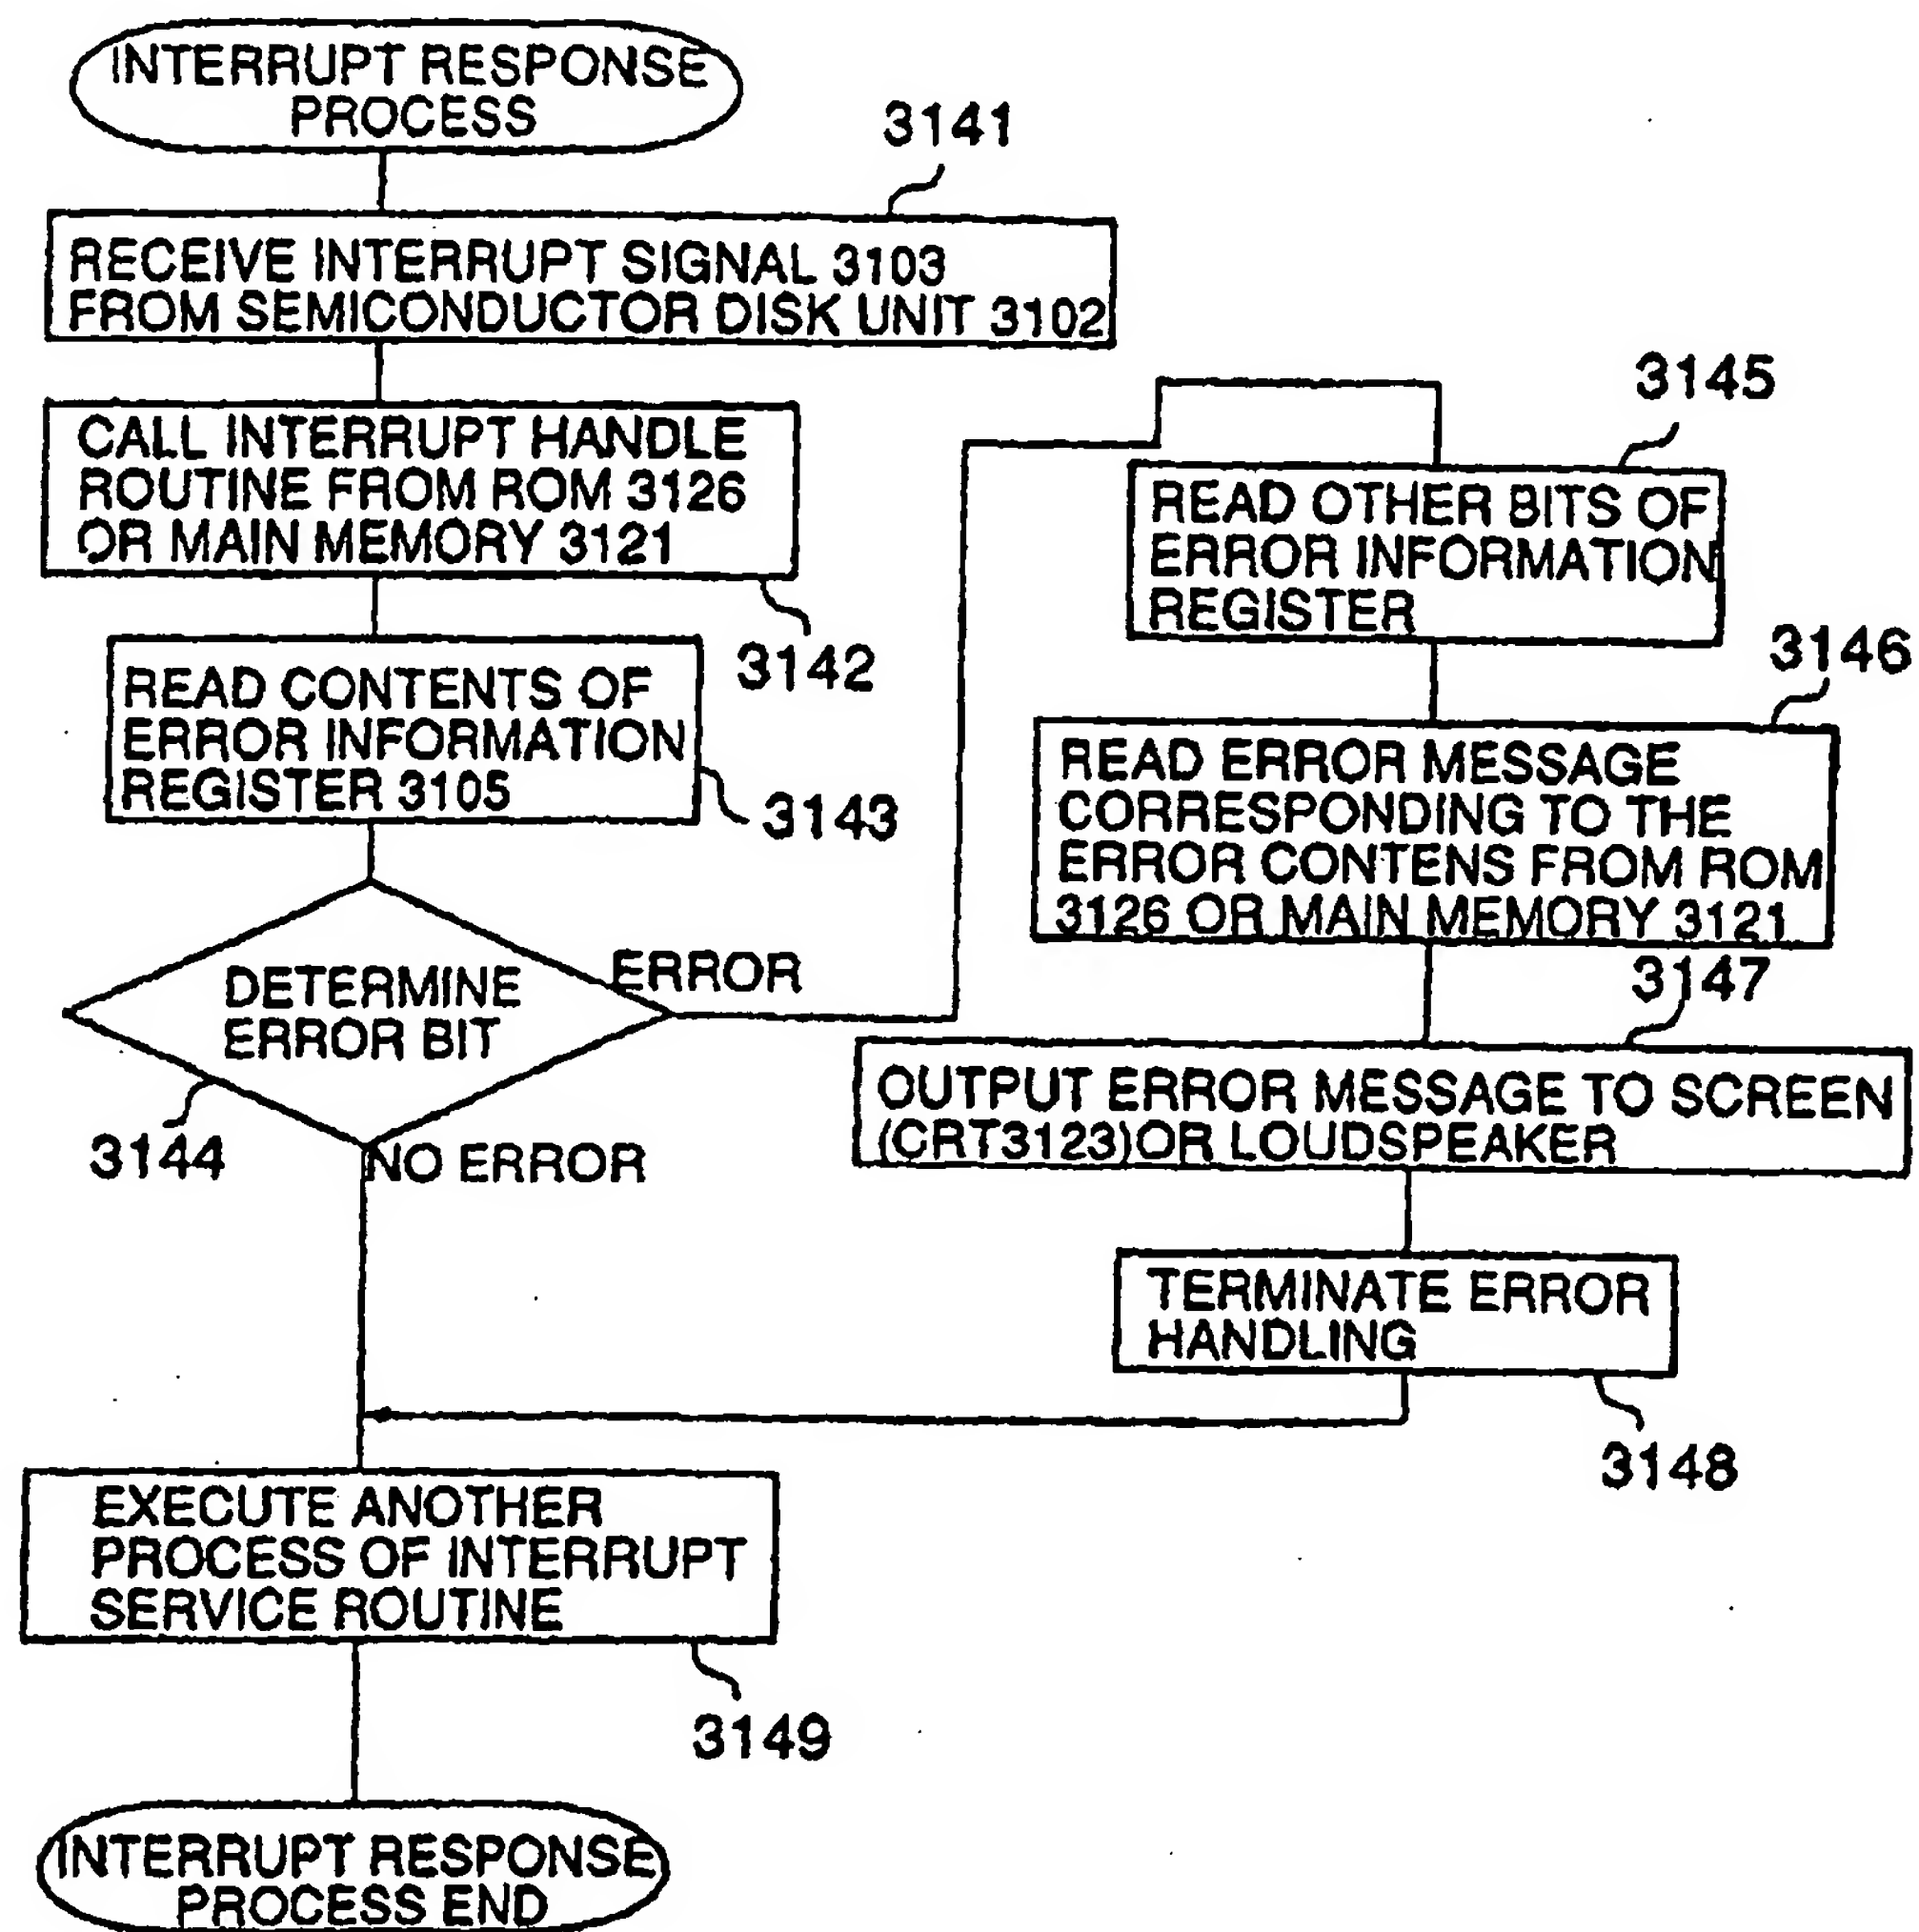 INTERRUPT RESPONSE
PROCESS
3141
RECEIVE INTERRUPT SIGNAL 3103
FROM SEMICONDUCTOR DISK UNIT 3102
CALL INTERRUPT HANDLE
ROUTINE FROM ROM 3126
OR MAIN MEMORY 3121
3142
READ CONTENTS OF
ERROR INFORMATION
REGISTER 3105
3143
DETERMINE
ERROR BIT
ERROR
3144
NO ERROR
3145
READ OTHER BITS OF
ERROR INFORMATION
REGISTER
3146
READ ERROR MESSAGE
CORRESPONDING TO THE
ERROR CONTENS FROM ROM
3126 OR MAIN MEMORY 3121
3147
OUTPUT ERROR MESSAGE TO SCREEN
(CRT3123)OR LOUDSPEAKER
TERMINATE ERROR
HANDLING
3148
EXECUTE ANOTHER
PROCESS OF INTERRUPT
SERVICE ROUTINE
3149
INTERRUPT RESPONSE
PROCESS END